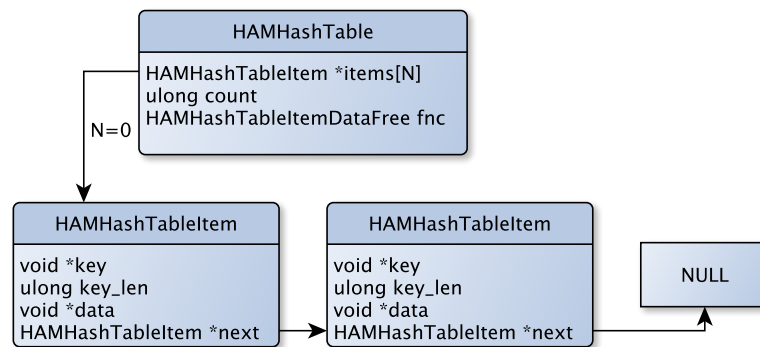 HAMHashTable
HAMHashTableItem *items[N]
ulong count
HAMHashTableItemDataFree fnc
N=0
HAMHashTableItem
void *key
ulong key_len
void *data
HAMHashTableItem *next
HAMHashTableItem
void *key
ulong key_len
void *data
HAMHashTableItem *next
NULL